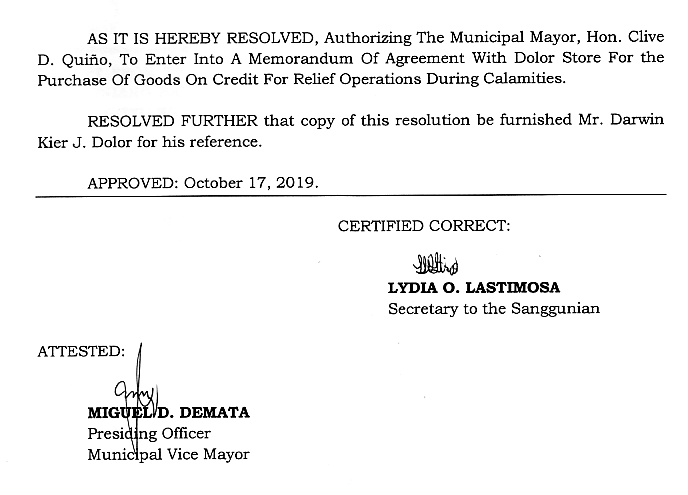 AS IT IS HEREBY RESOLVED, Authorizing The Municipal Mayor, Hon. Clive
D. Quiño, To Enter Into A Memorandum Of Agreement With Dolor Store For the
Purchase Of Goods On Credit For Relief Operations During Calamities.
RESOLVED FURTHER that copy of this resolution be furnished Mr. Darwin
Kier J. Dolor for his reference.
APPROVED: October 17, 2019.
CERTIFIED CORRECT:
LYDIA O. LASTIMOSA
Secretary to the Sanggunian
ATTESTED:
MIGUEL D. DEMATA
Presiding Officer
Municipal Vice Mayor